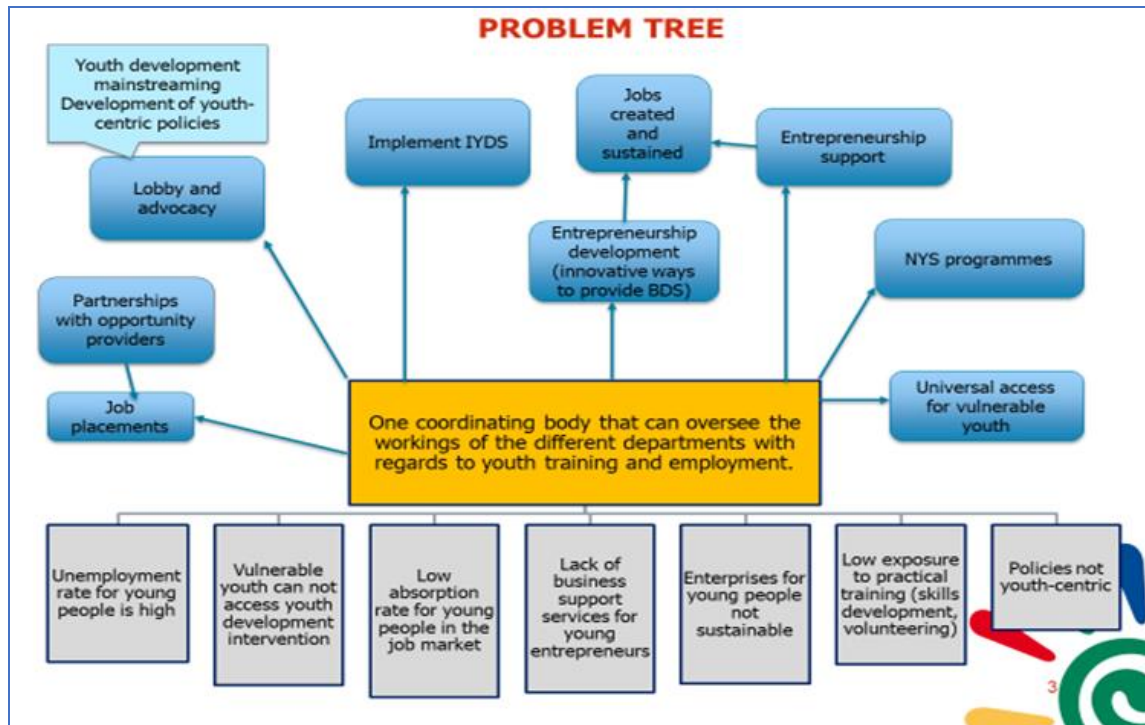 PROBLEM TREE
Youth development
mainstreaming
Development of youth-
centric policies
Lobby and
advocacy
Implement IYDS
Jobs
created
and
sustained
Entrepreneurship
support
Entrepreneurship
development
(innovative ways
to provide BDS)
NYS programmes
Partnerships
with opportunity
providers
Job
placements
Universal access
for vulnerable
youth
One coordinating body that can oversee the
workings of the different departments with
regards to youth training and employment.
Unemployment
rate for young
people is high
Vulnerable
youth can not
access youth
development
intervention
Low
absorption
rate for young
people in the
job market
Lack of
business
support
services for
young
entrepreneurs
Enterprises for
young people
not
sustainable
Low exposure
to practical
training (skills
development,
volunteering)
Policies not
youth-centric
3